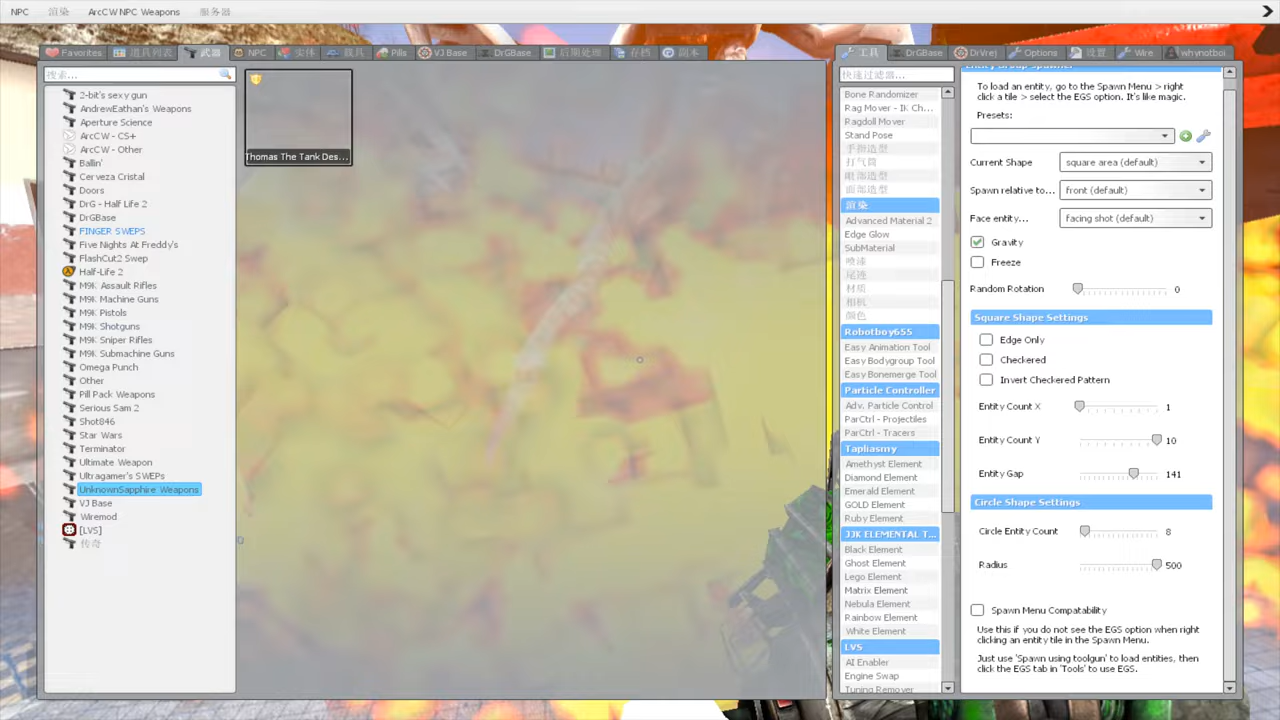 NPC 渲染 ArcCW NPC Weapons 服务器
Favorites 道具列表 武器 NPC 实体 载具 Pills VJ Base DrGBase 后期处理 存档 副本
搜索...
2-bit's sexy gun
AndrewEathan's Weapons
Aperture Science
ArcCW - CS+
ArcCW - Other
Ballin'
Cerveza Cristal
Doors
DrG - Half Life 2
DrGBase
FINGER SWEPS
Five Nights At Freddy's
FlashCut2 Swep
Half-Life 2
M9K Assault Rifles
M9K Machine Guns
M9K Pistols
M9K Shotguns
M9K Sniper Rifles
M9K Submachine Guns
Omega Punch
Other
Pill Pack Weapons
Serious Sam 2
Shot846
Star Wars
Terminator
Ultimate Weapon
Ultragamer's SWEPs
UnknownSapphire Weapons
VJ Base
Wiremod
[LVS]
传奇
Thomas The Tank Des...
工具 DrGBase DrVrej Options 设置 Wire whynotboi
快速过滤器...
Bone Randomizer
Rag Mover - IK Ch...
Ragdoll Mover
Stand Pose
手指造型
打气筒
眼部造型
面部造型
渲染
Advanced Material 2
Edge Glow
SubMaterial
喷漆
尾迹
材质
相机
颜色
Robotboy655
Easy Animation Tool
Easy Bodygroup Tool
Easy Bonemerge Tool
Particle Controller
Adv. Particle Control
ParCtrl - Projectiles
ParCtrl - Tracers
Tapliasmy
Amethyst Element
Diamond Element
Emerald Element
GOLD Element
Ruby Element
JJK ELEMENTAL T...
Black Element
Ghost Element
Lego Element
Matrix Element
Nebula Element
Rainbow Element
White Element
LVS
AI Enabler
Engine Swap
Tuning Remover
Entity Group Spawner
To load an entity, go to the Spawn Menu > right
click a tile > select the EGS option. It's like magic.
Presets:
Current Shape square area (default)
Spawn relative to... front (default)
Face entity... facing shot (default)
Gravity
Freeze
Random Rotation 0
Square Shape Settings
Edge Only
Checkered
Invert Checkered Pattern
Entity Count X 1
Entity Count Y 10
Entity Gap 141
Circle Shape Settings
Circle Entity Count 8
Radius 500
Spawn Menu Compatability
Use this if you do not see the EGS option when right
clicking an entity tile in the Spawn Menu.
Just use 'Spawn using toolgun' to load entities, then
click the EGS tab in 'Tools' to use EGS.